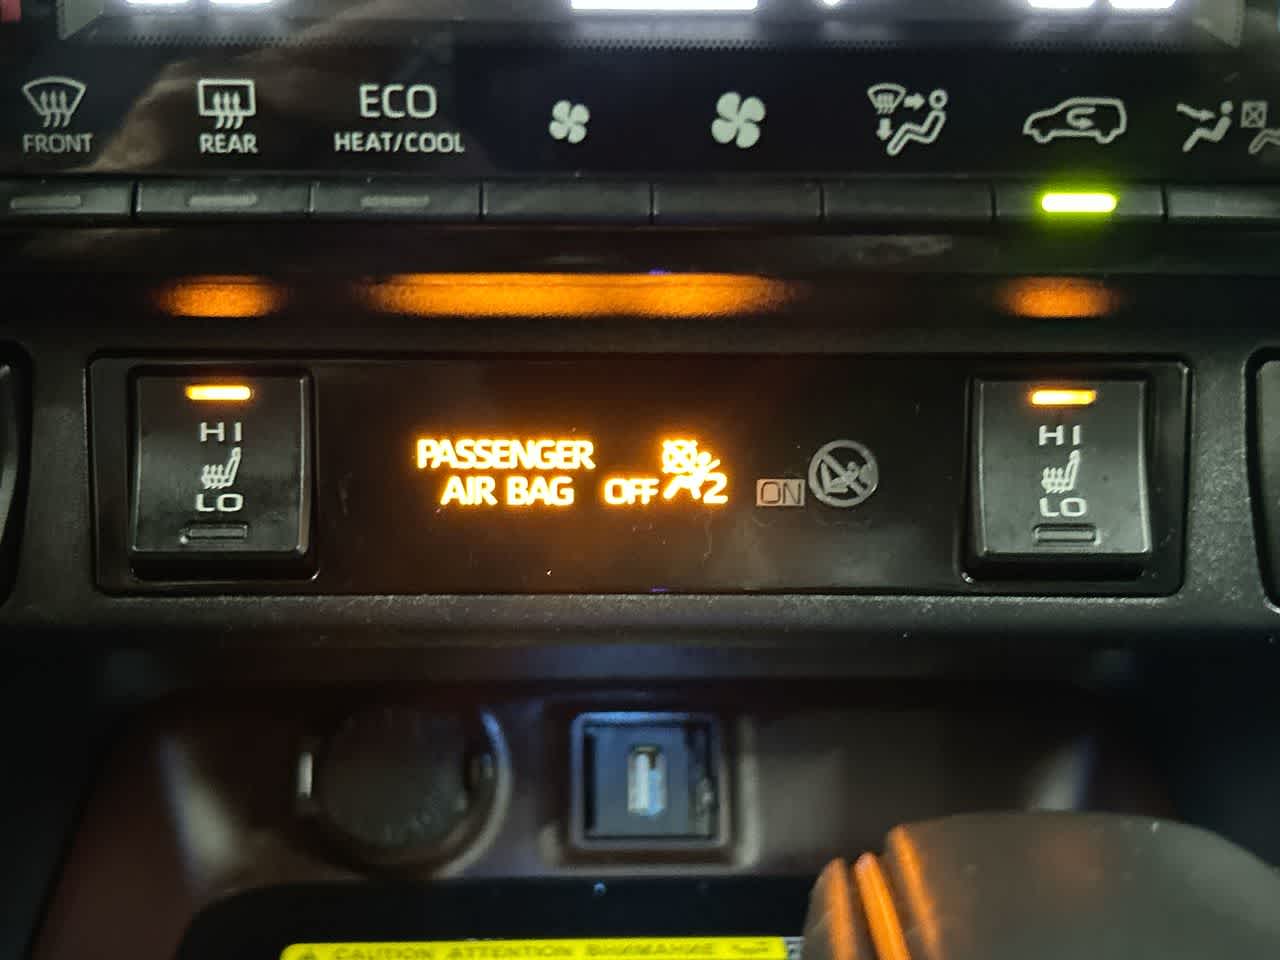 FRONT
REAR
ECO
HEAT/COOL
HI
LO
PASSENGER
AIR BAG OFF 2 ON
HI
LO
CAUTION ATTENTION ВНИМАНИЕ